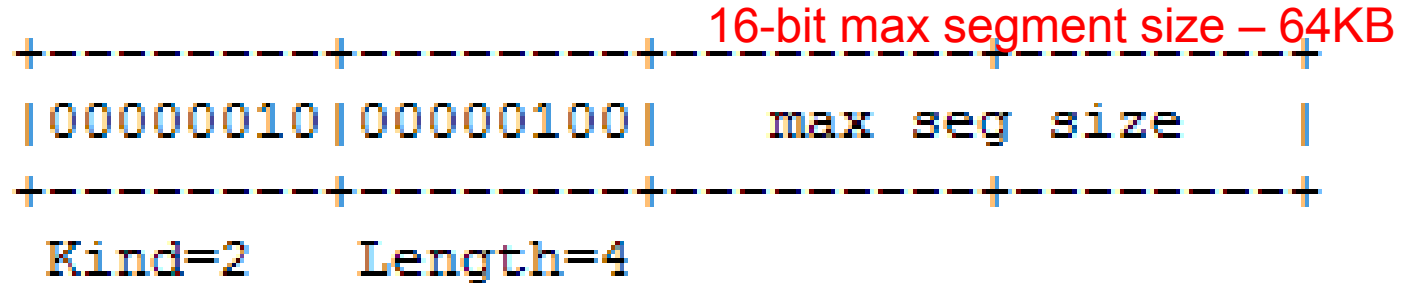 16-bit max segment size – 64KB
+--------+--------+---------+--------+
|00000010|00000100|   max seg size   |
+--------+--------+---------+--------+
Kind=2   Length=4